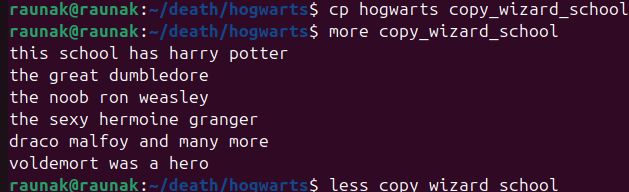 raunak@raunak:~/death/hogwarts$ cp hogwarts copy_wizard_school
raunak@raunak:~/death/hogwarts$ more copy_wizard_school
this school has harry potter
the great dumbledore
the noob ron weasley
the sexy hermoine granger
draco malfoy and many more
voldemort was a hero
raunak@raunak:~/death/hogwarts$ less copy_wizard_school